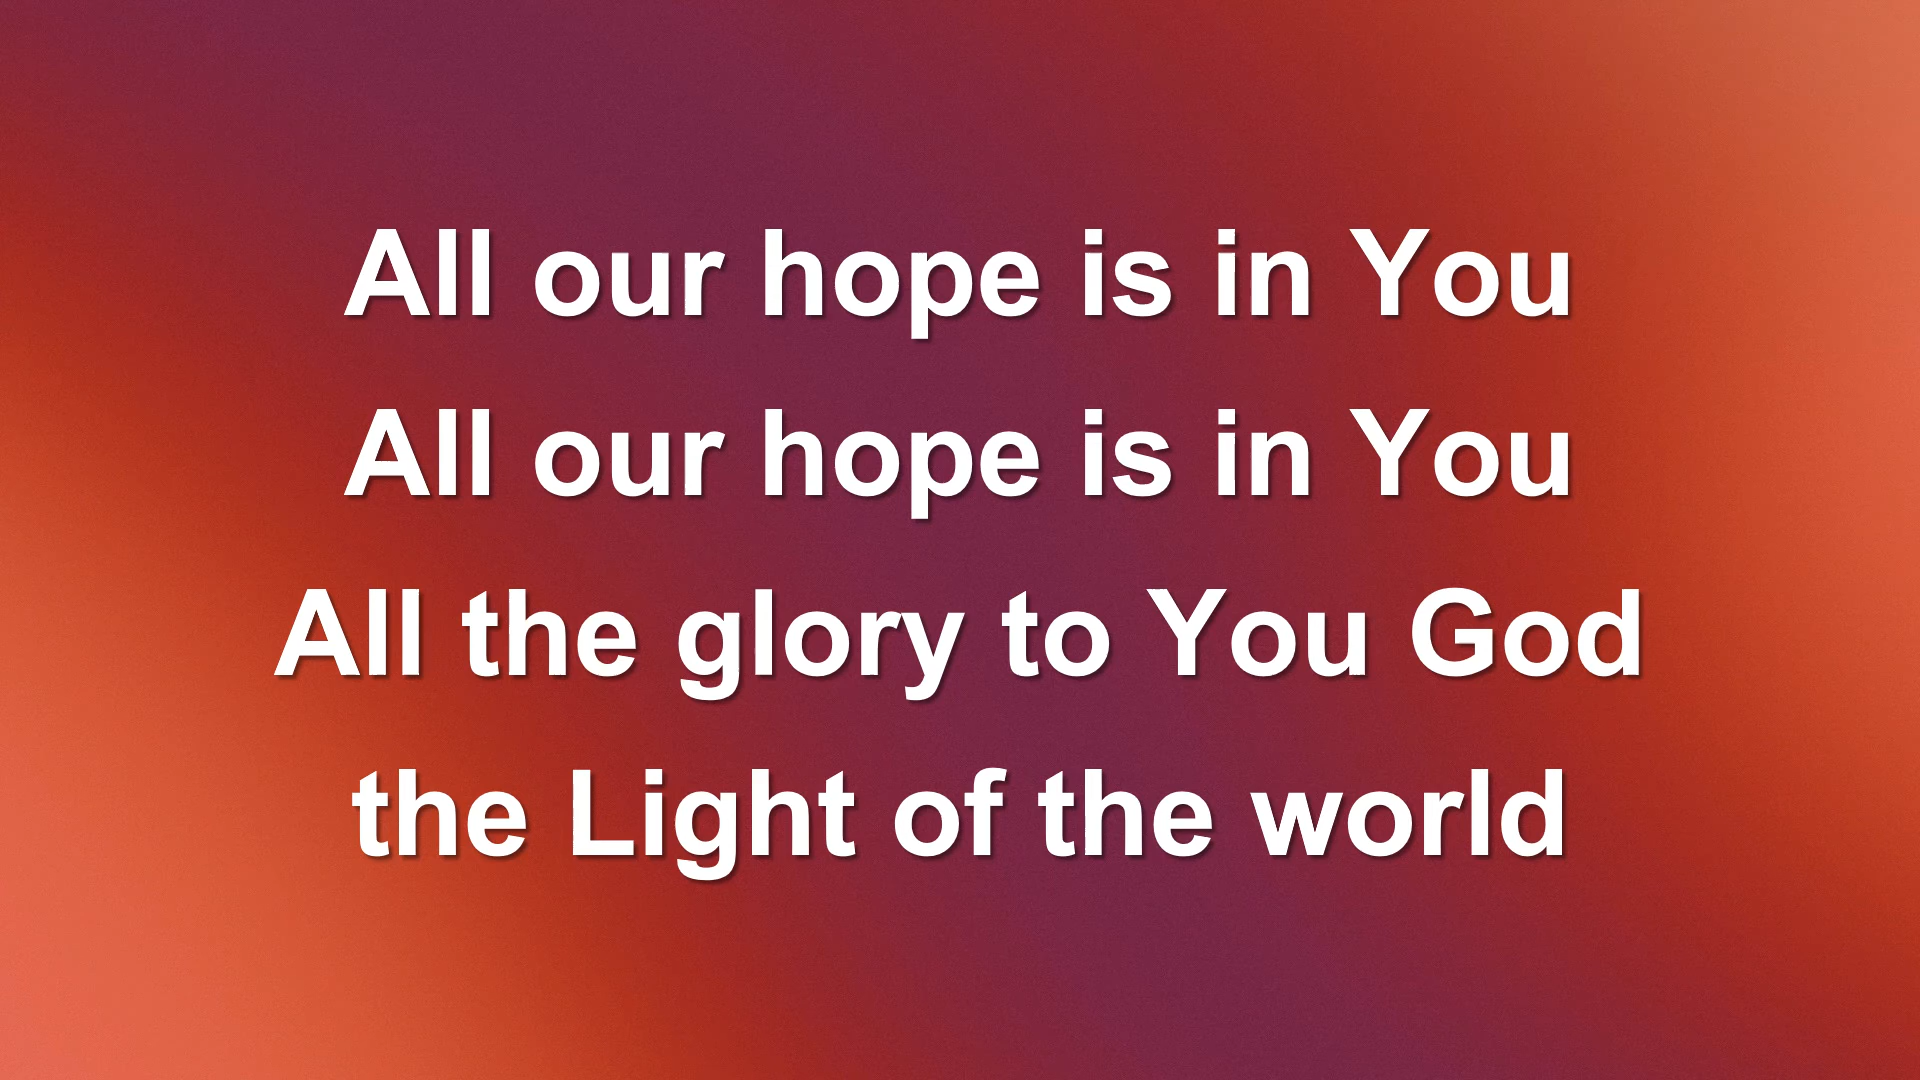 All our hope is in You
All our hope is in You
All the glory to You God
the Light of the world